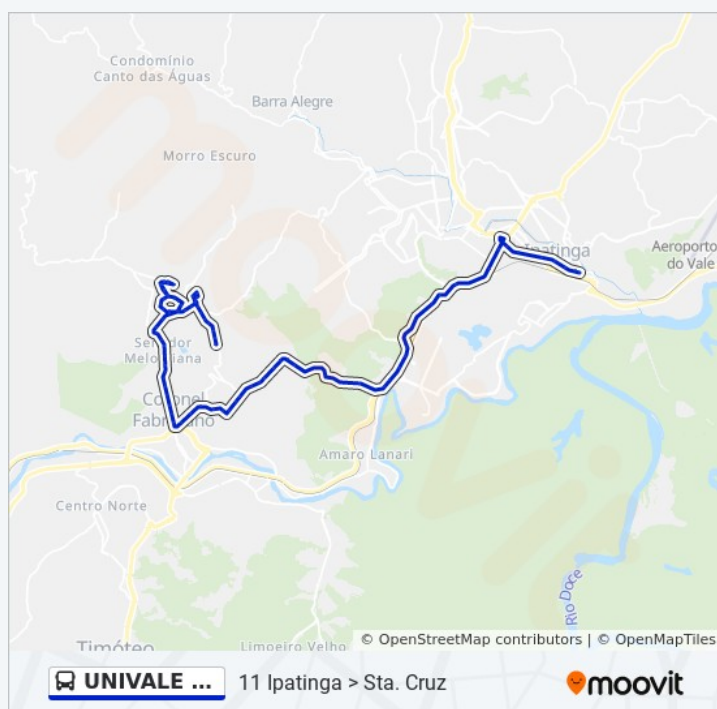 Condomínio
Canto das Águas
Barra Alegre
Morro Escuro
Ipatinga
Aeroporto
do Vale
Senador
Melo Viana
Coronel
Fabriciano
Amaro Lanari
Centro Norte
Rio Doce
Timóteo
Limoeiro Velho
© OpenStreetMap contributors | © OpenMapTiles
UNIVALE ...
11 Ipatinga > Sta. Cruz
moovit